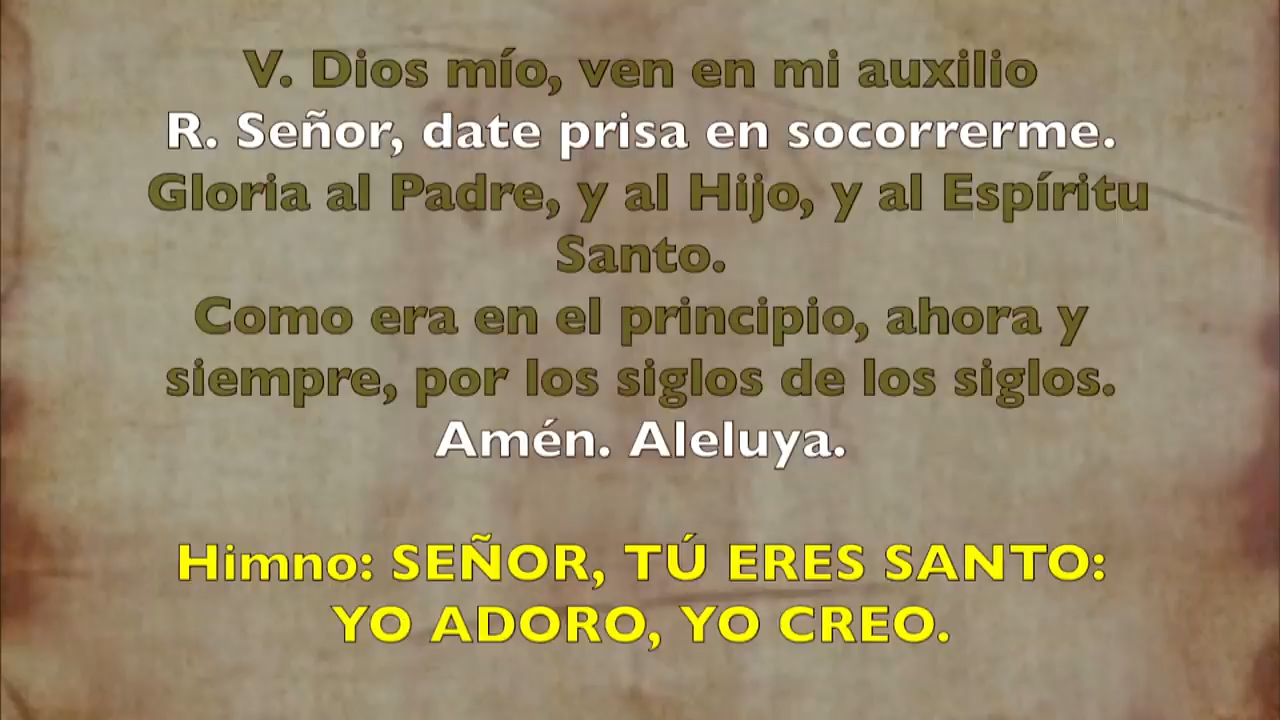 V. Dios mío, ven en mi auxilio
R. Señor, date prisa en socorrerme.
Gloria al Padre, y al Hijo, y al Espíritu
Santo.
Como era en el principio, ahora y
siempre, por los siglos de los siglos.
Amén. Aleluya.
Himno: SEÑOR, TÚ ERES SANTO:
YO ADORO, YO CREO.